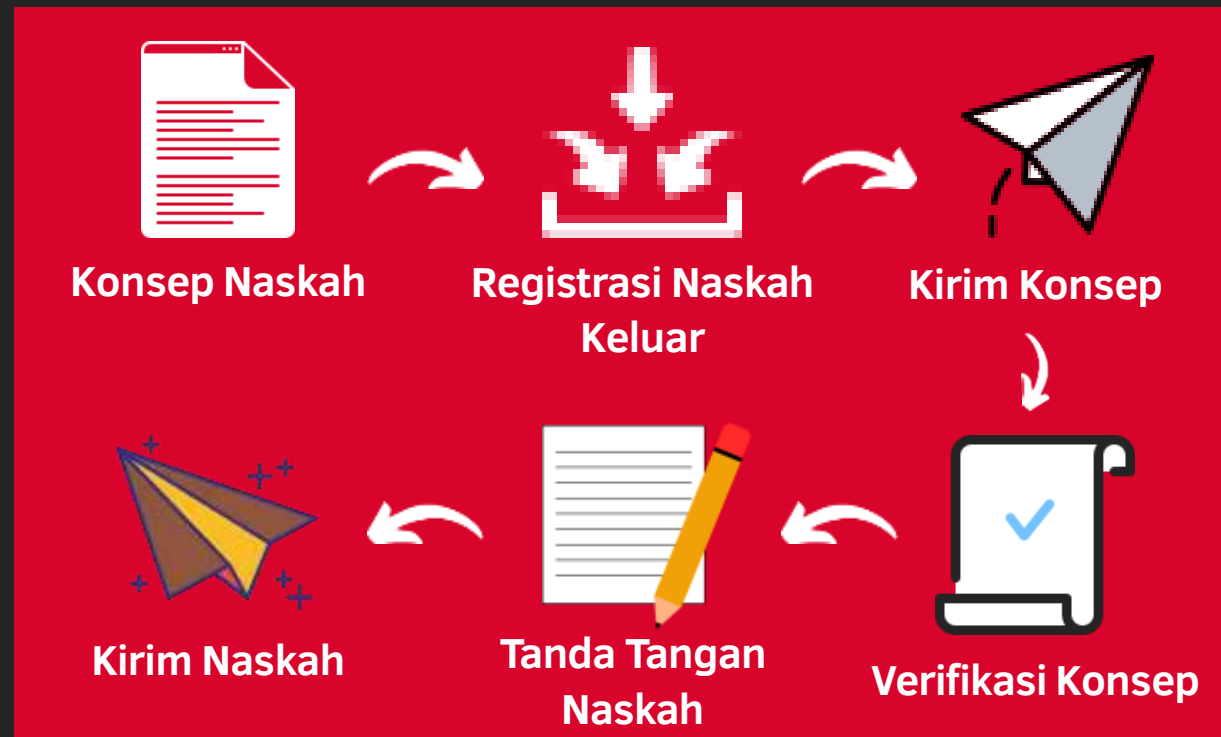 Konsep Naskah
Registrasi Naskah
Keluar
Kirim Konsep
Verifikasi Konsep
Tanda Tangan
Naskah
Kirim Naskah